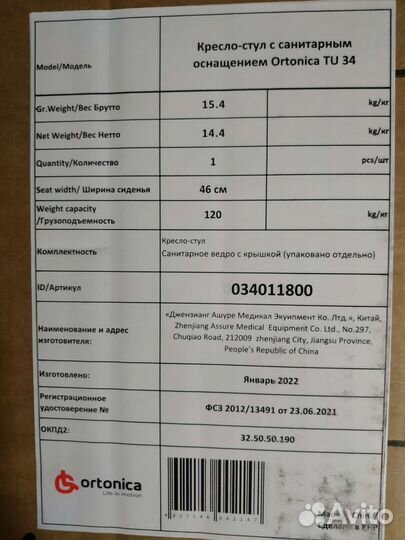 Model/Модель
Кресло-стул с санитарным
оснащением Ortonica TU 34
Gr.Weight/Вес Брутто 15.4 kg/кг
Net Weight/Вес Нетто 14.4 kg/кг
Quantity/Количество 1 pcs/шт
Seat width/ Ширина сиденья 46 см
Weight capacity
/Грузоподъемность 120 kg/кг
Комплектность
Кресло-стул
Санитарное ведро с крышкой (упаковано отдельно)
ID/Артикул 034011800
Наименование и адрес
изготовителя:
«Джензианг Ашуре Медикал Экуипмент Ко. Лтд.», Китай,
Zhenjiang Assure Medical Equipment Co. Ltd., No.297,
Chuqiao Road, 212009 zhenjiang City, Jiangsu Province,
People's Republic of China
Изготовлено: Январь 2022
Регистрационное
удостоверение №
ФСЗ 2012/13491 от 23.06.2021
ОКПД2: 32.50.50.190
ortonica
Life in motion
Сделано в КНР
Avito